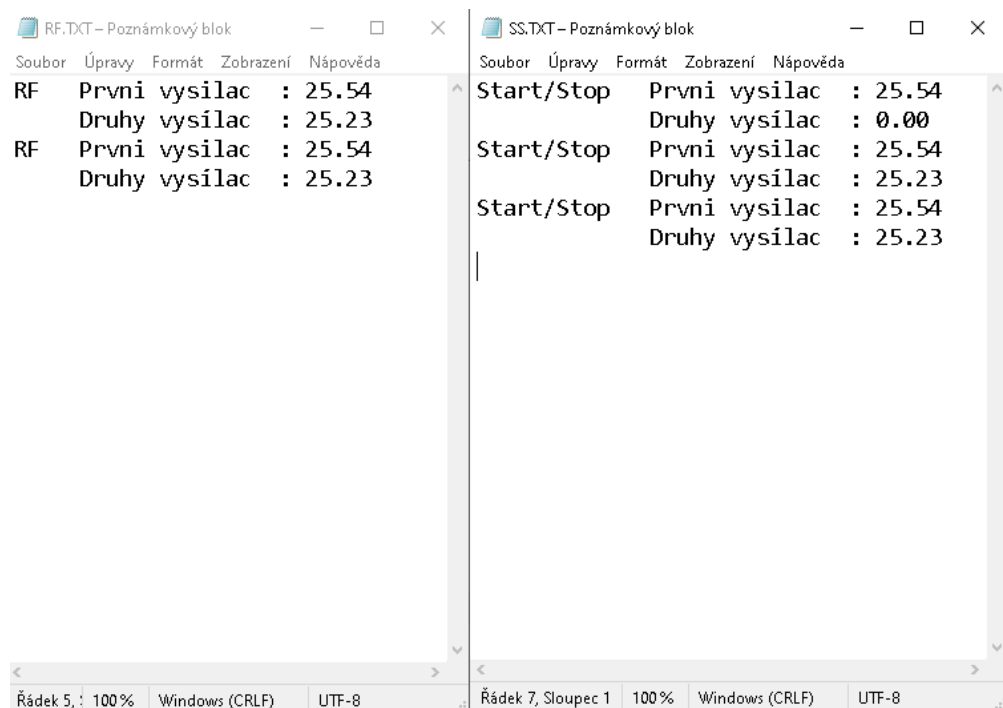 RF.TXT – Poznámkový blok
Soubor Úpravy Formát Zobrazení Nápověda
RF Prvni vysilac : 25.54
Druhy vysílac : 25.23
RF Prvni vysilac : 25.54
Druhy vysílac : 25.23
Řádek 5, 100 % Windows (CRLF) UTF-8
SS.TXT – Poznámkový blok
Soubor Úpravy Formát Zobrazení Nápověda
Start/Stop Prvni vysilac : 25.54
Druhy vysílac : 0.00
Start/Stop Prvni vysilac : 25.54
Druhy vysílac : 25.23
Start/Stop Prvni vysilac : 25.54
Druhy vysílac : 25.23
Řádek 7, Sloupec 1 100 % Windows (CRLF) UTF-8